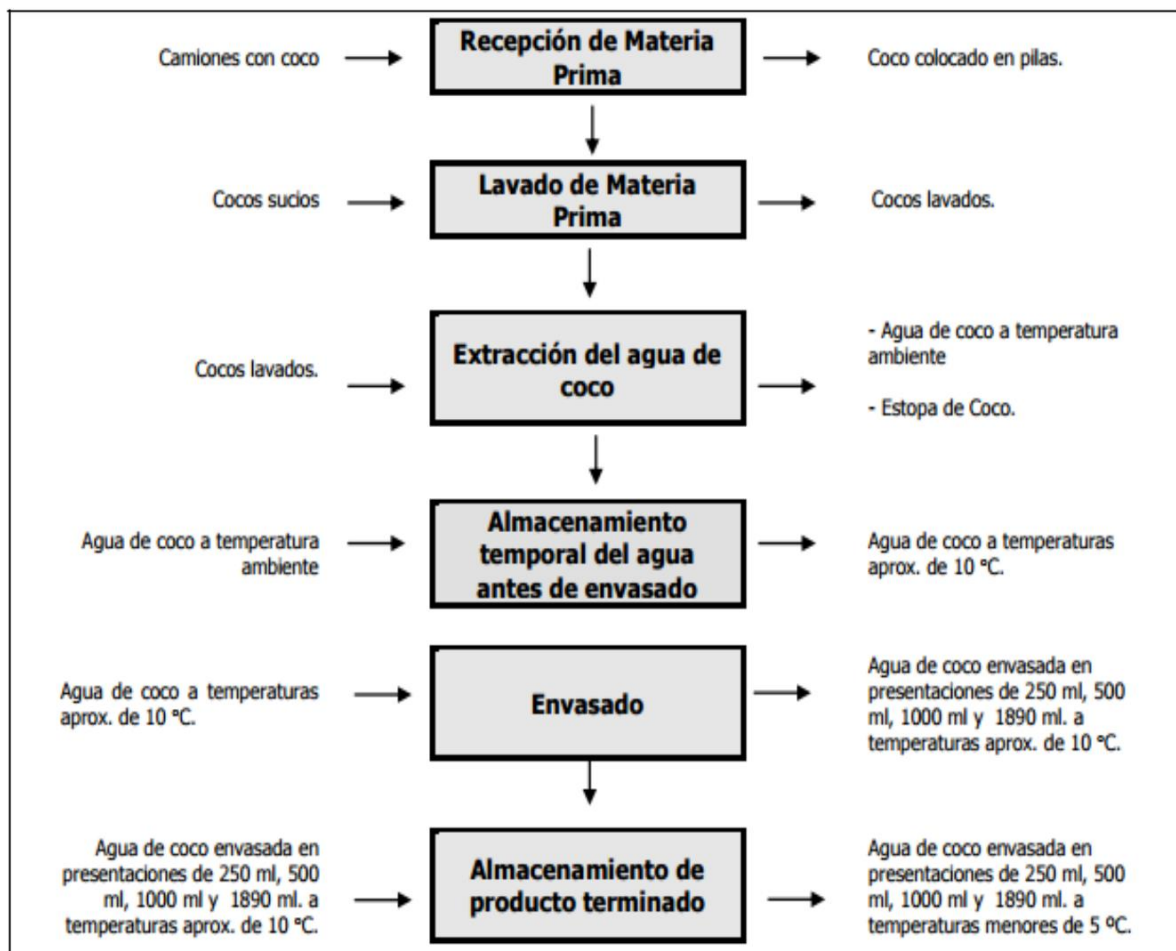 Camiones con coco
Recepción de Materia
Prima
Coco colocado en pilas.
Cocos sucios
Lavado de Materia
Prima
Cocos lavados.
Cocos lavados.
Extracción del agua de
coco
- Agua de coco a temperatura
ambiente
- Estopa de Coco.
Agua de coco a temperatura
ambiente
Almacenamiento
temporal del agua
antes de envasado
Agua de coco a temperaturas
aprox. de 10 °C.
Agua de coco a temperaturas
aprox. de 10 °C.
Envasado
Agua de coco envasada en
presentaciones de 250 ml, 500
ml, 1000 ml y 1890 ml. a
temperaturas aprox. de 10 °C.
Agua de coco envasada en
presentaciones de 250 ml, 500
ml, 1000 ml y 1890 ml. a
temperaturas aprox. de 10 °C.
Almacenamiento de
producto terminado
Agua de coco envasada en
presentaciones de 250 ml, 500
ml, 1000 ml y 1890 ml. a
temperaturas menores de 5 ºC.